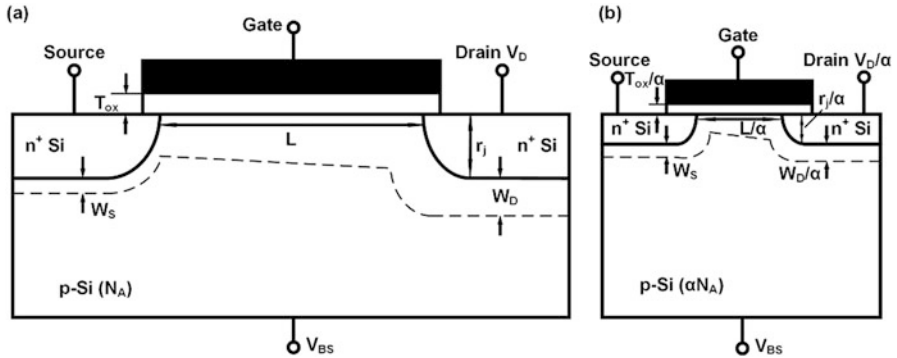 (a)
Gate
Source
Drain V_D
T_ox
n⁺ Si
L
r_j
n⁺ Si
W_S
W_D
p-Si (N_A)
V_BS
(b)
Gate
Source
Drain V_D/α
T_ox/α
r_j/α
n⁺ Si
L/α
n⁺ Si
W_S
W_D/α
p-Si (αN_A)
V_BS